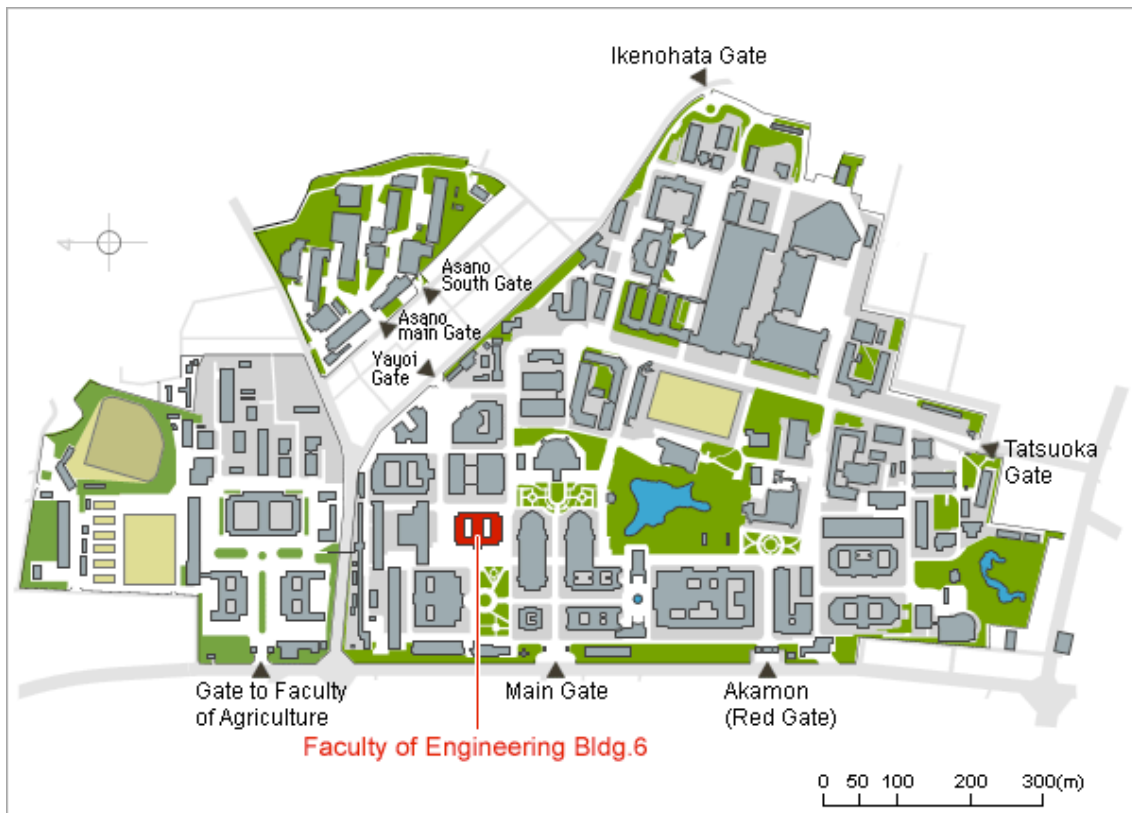 Ikenohata Gate
Asano
South Gate
Asano
main Gate
Yayoi
Gate
Tatsuoka
Gate
Gate to Faculty
of Agriculture
Main Gate
Akamon
(Red Gate)
Faculty of Engineering Bldg.6
0 50 100 200 300(m)
4